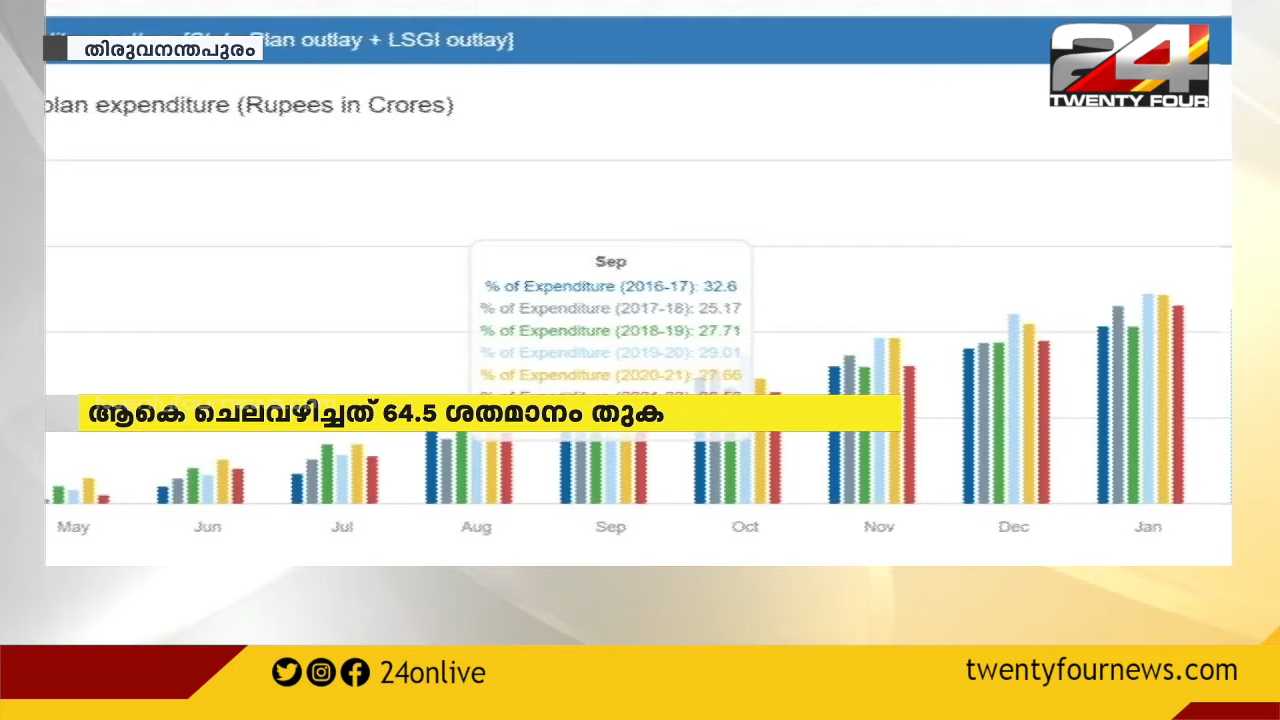 Plan outlay + LSGI outlay]
തിരുവനന്തപുരം
24
TWENTY FOUR
plan expenditure (Rupees in Crores)
Sep
% of Expenditure (2016-17): 32.6
% of Expenditure (2017-18): 25.17
% of Expenditure (2018-19): 27.71
% of Expenditure (2019-20): 29.01
% of Expenditure (2020-21): 27.66
ആകെ ചെലവഴിച്ചത് 64.5 ശതമാനം തുക
May Jun Jul Aug Sep Oct Nov Dec Jan
24onlive
twentyfournews.com